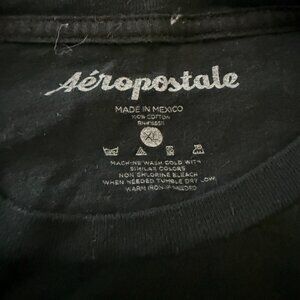 Aéropostale
MADE IN MEXICO
100% COTTON
XL
MACHINE WASH COLD WITH
SIMILAR COLORS
NON CHLORINE BLEACH
WHEN NEEDED TUMBLE DRY LOW
WARM IRON IF NEEDED